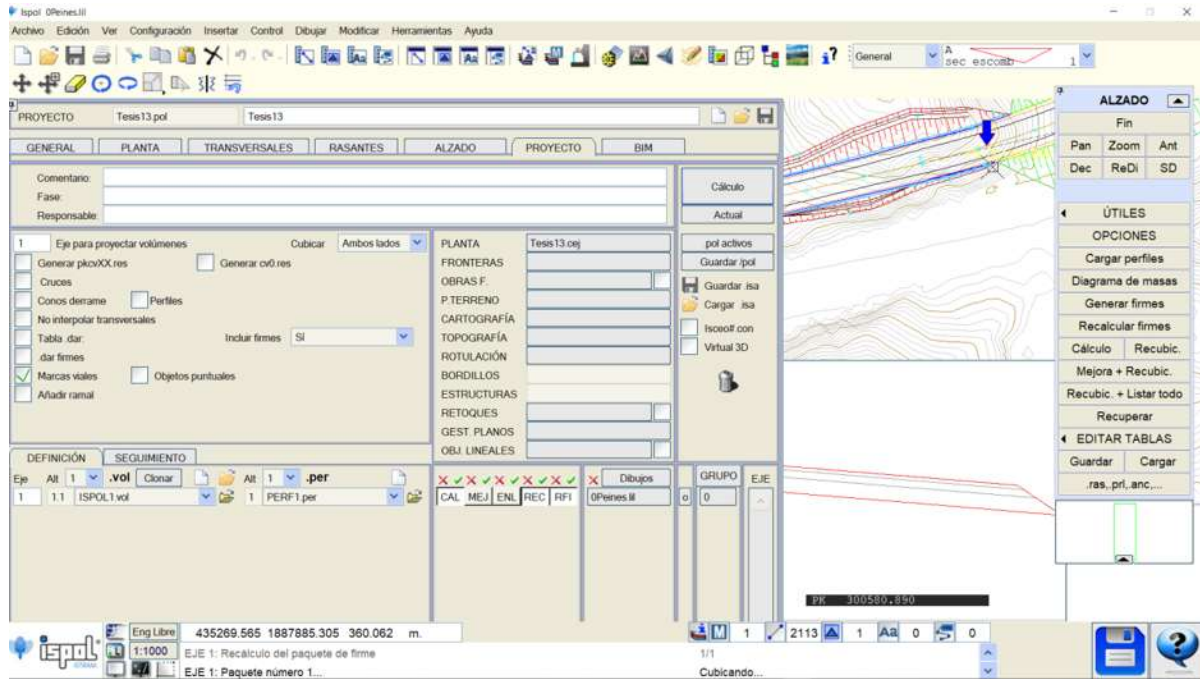 Ispol 0Peines.lil
Archivo Edición Ver Configuración Insertar Control Dibujar Modificar Herramientas Ayuda
General
A
sec escomb
1
PROYECTO Tesis13.pol Tesis13
GENERAL PLANTA TRANSVERSALES RASANTES ALZADO PROYECTO BIM
Comentario:
Fase:
Responsable:
Cálculo
Actual
1 Eje para proyectar volúmenes Cubicar Ambos lados
Generar pkcvXX.res Generar cv0.res
Cruces
Conos derrame Perfiles
No interpolar transversales
Tabla .dar: Incluir firmes SÍ
.dar firmes
Marcas viales Objetos puntuales
Añadir ramal
PLANTA Tesis13.cej
FRONTERAS
OBRAS F.
P.TERRENO
CARTOGRAFÍA
TOPOGRAFÍA
ROTULACIÓN
BORDILLOS
ESTRUCTURAS
RETOQUES
GEST. PLANOS
OBJ. LINEALES
pol activos
Guardar /pol
Guardar .isa
Cargar .isa
Isceol#.con
Virtual 3D
DEFINICIÓN SEGUIMIENTO
Eje Alt 1 .vol Clonar Alt 1 .per
1 1.1 ISPOL1.vol 1 PERF1.per
CAL MEJ ENL REC RFI
Dibujos
0Peines.lil
o
GRUPO
0
EJE
ALZADO
Fin
Pan Zoom Ant
Dec ReDi SD
ÚTILES
OPCIONES
Cargar perfiles
Diagrama de masas
Generar firmes
Recalcular firmes
Cálculo Recubic.
Mejora + Recubic.
Recubic. + Listar todo
Recuperar
EDITAR TABLAS
Guardar Cargar
.ras,.prl,.anc,...
PK 300580.890
ispol
Eng Libre 435269.565 1887885.305 360.062 m.
M 1 2113 1 Aa 0 0
1:1000 EJE 1: Recálculo del paquete de firme 1/1
EJE 1: Paquete número 1... Cubicando...